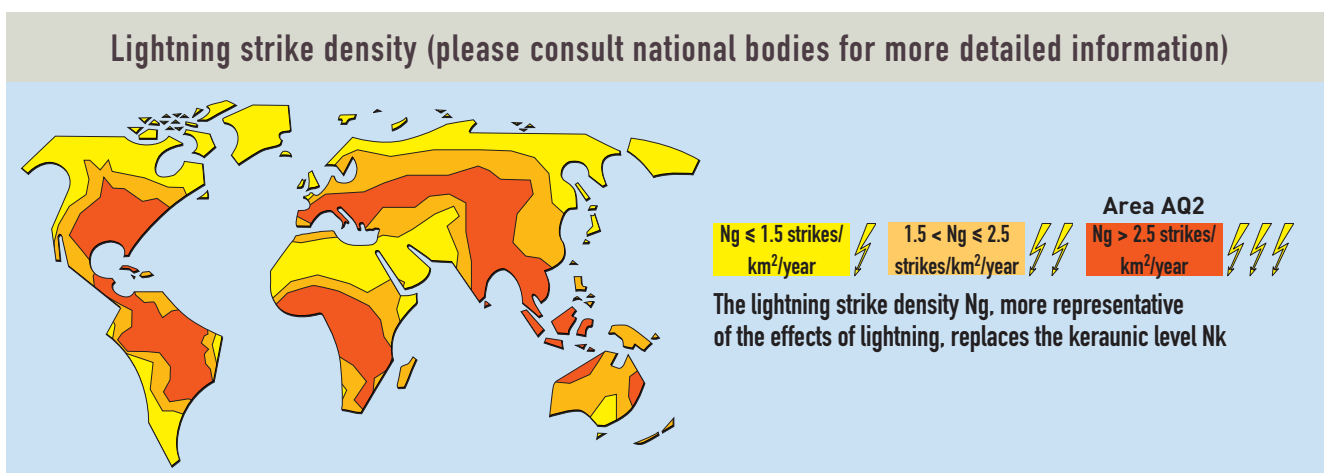 Lightning strike density (please consult national bodies for more detailed information)
Area AQ2
Ng ⩽ 1.5 strikes/
km²/year
1.5 < Ng ⩽ 2.5
strikes/km²/year
Ng > 2.5 strikes/
km²/year
The lightning strike density Ng, more representative
of the effects of lightning, replaces the keraunic level Nk